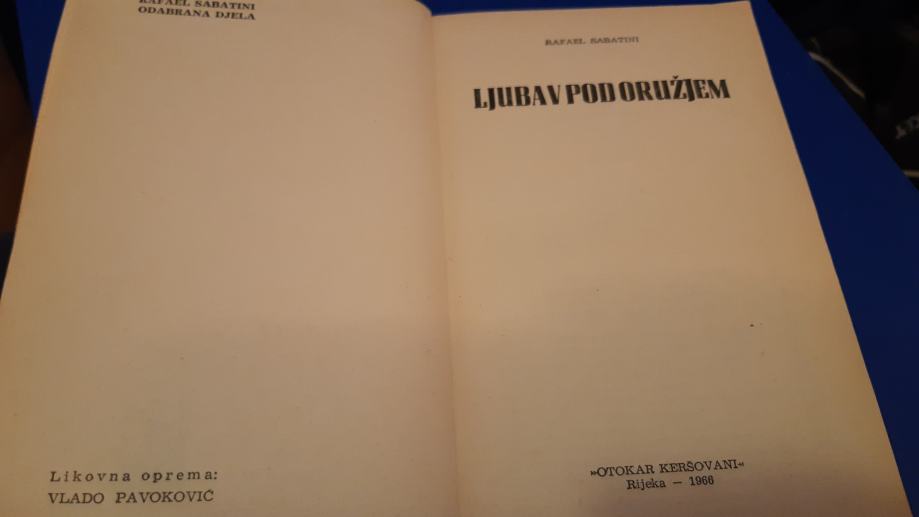 RAFAEL SABATINI
ODABRANA DJELA
Likovna oprema:
VLADO PAVOKOVIĆ
RAFAEL SABATINI
LJUBAV POD ORUŽJEM
»OTOKAR KERŠOVANI«
Rijeka — 1966